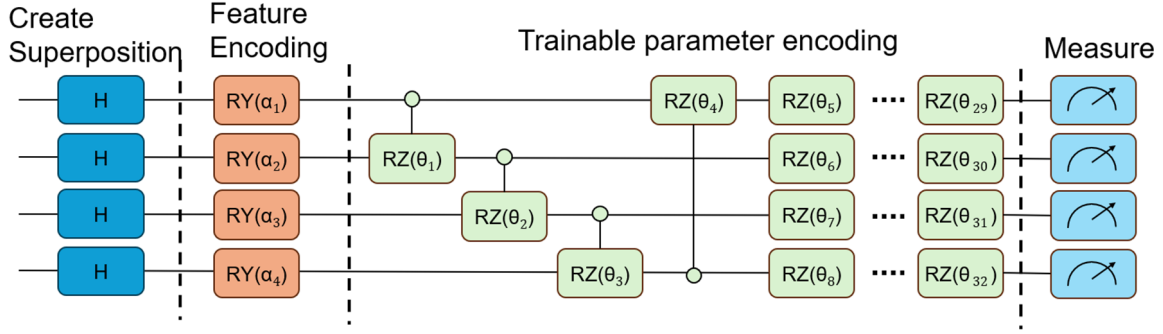 Create
Superposition
Feature
Encoding
Trainable parameter encoding
Measure
H
RY(α₁)
RZ(θ₄)
RZ(θ₅)
....
RZ(θ₂₉)
H
RY(α₂)
RZ(θ₁)
RZ(θ₆)
....
RZ(θ₃₀)
H
RY(α₃)
RZ(θ₂)
RZ(θ₇)
....
RZ(θ₃₁)
H
RY(α₄)
RZ(θ₃)
RZ(θ₈)
....
RZ(θ₃₂)